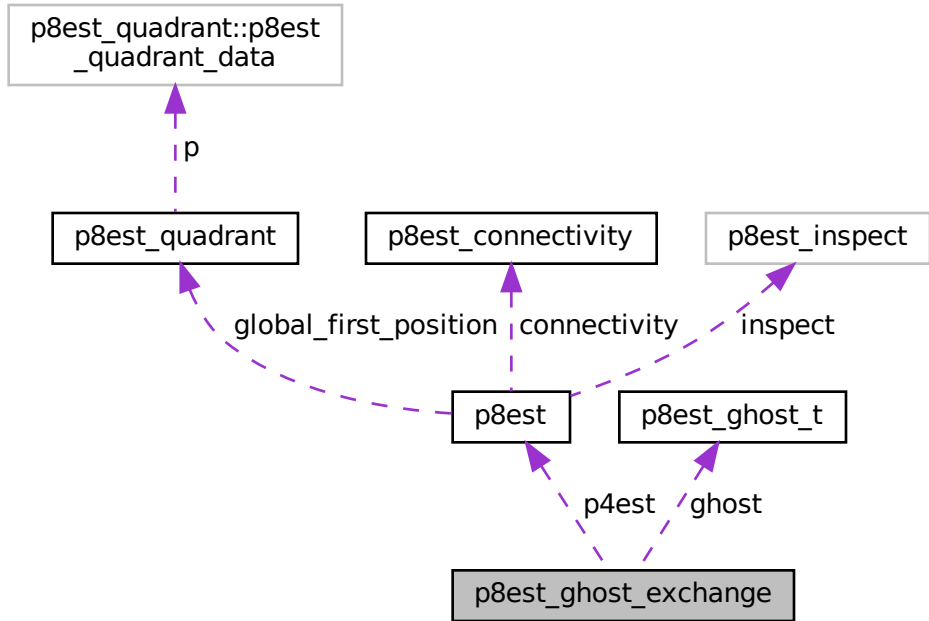 p8est_quadrant::p8est
_quadrant_data
p
p8est_quadrant
p8est_connectivity
p8est_inspect
global_first_position
connectivity
inspect
p8est
p8est_ghost_t
p4est
ghost
p8est_ghost_exchange